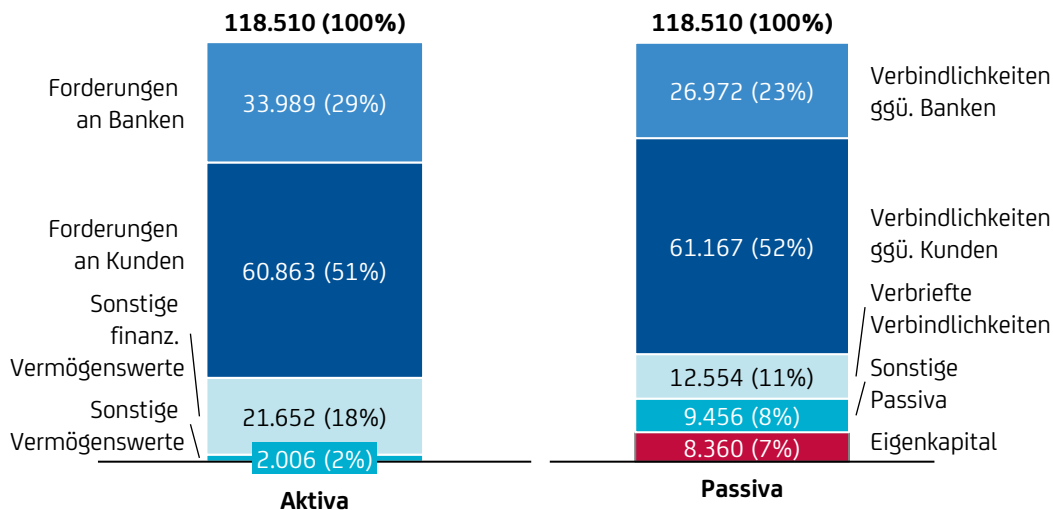 118.510 (100%)
Forderungen
an Banken
33.989 (29%)
Forderungen
an Kunden
60.863 (51%)
Sonstige
finanz.
Vermögenswerte
21.652 (18%)
Sonstige
Vermögenswerte
2.006 (2%)
Aktiva
118.510 (100%)
26.972 (23%)
Verbindlichkeiten
ggü. Banken
61.167 (52%)
Verbindlichkeiten
ggü. Kunden
Verbriefte
Verbindlichkeiten
12.554 (11%)
Sonstige
Passiva
9.456 (8%)
8.360 (7%)
Eigenkapital
Passiva